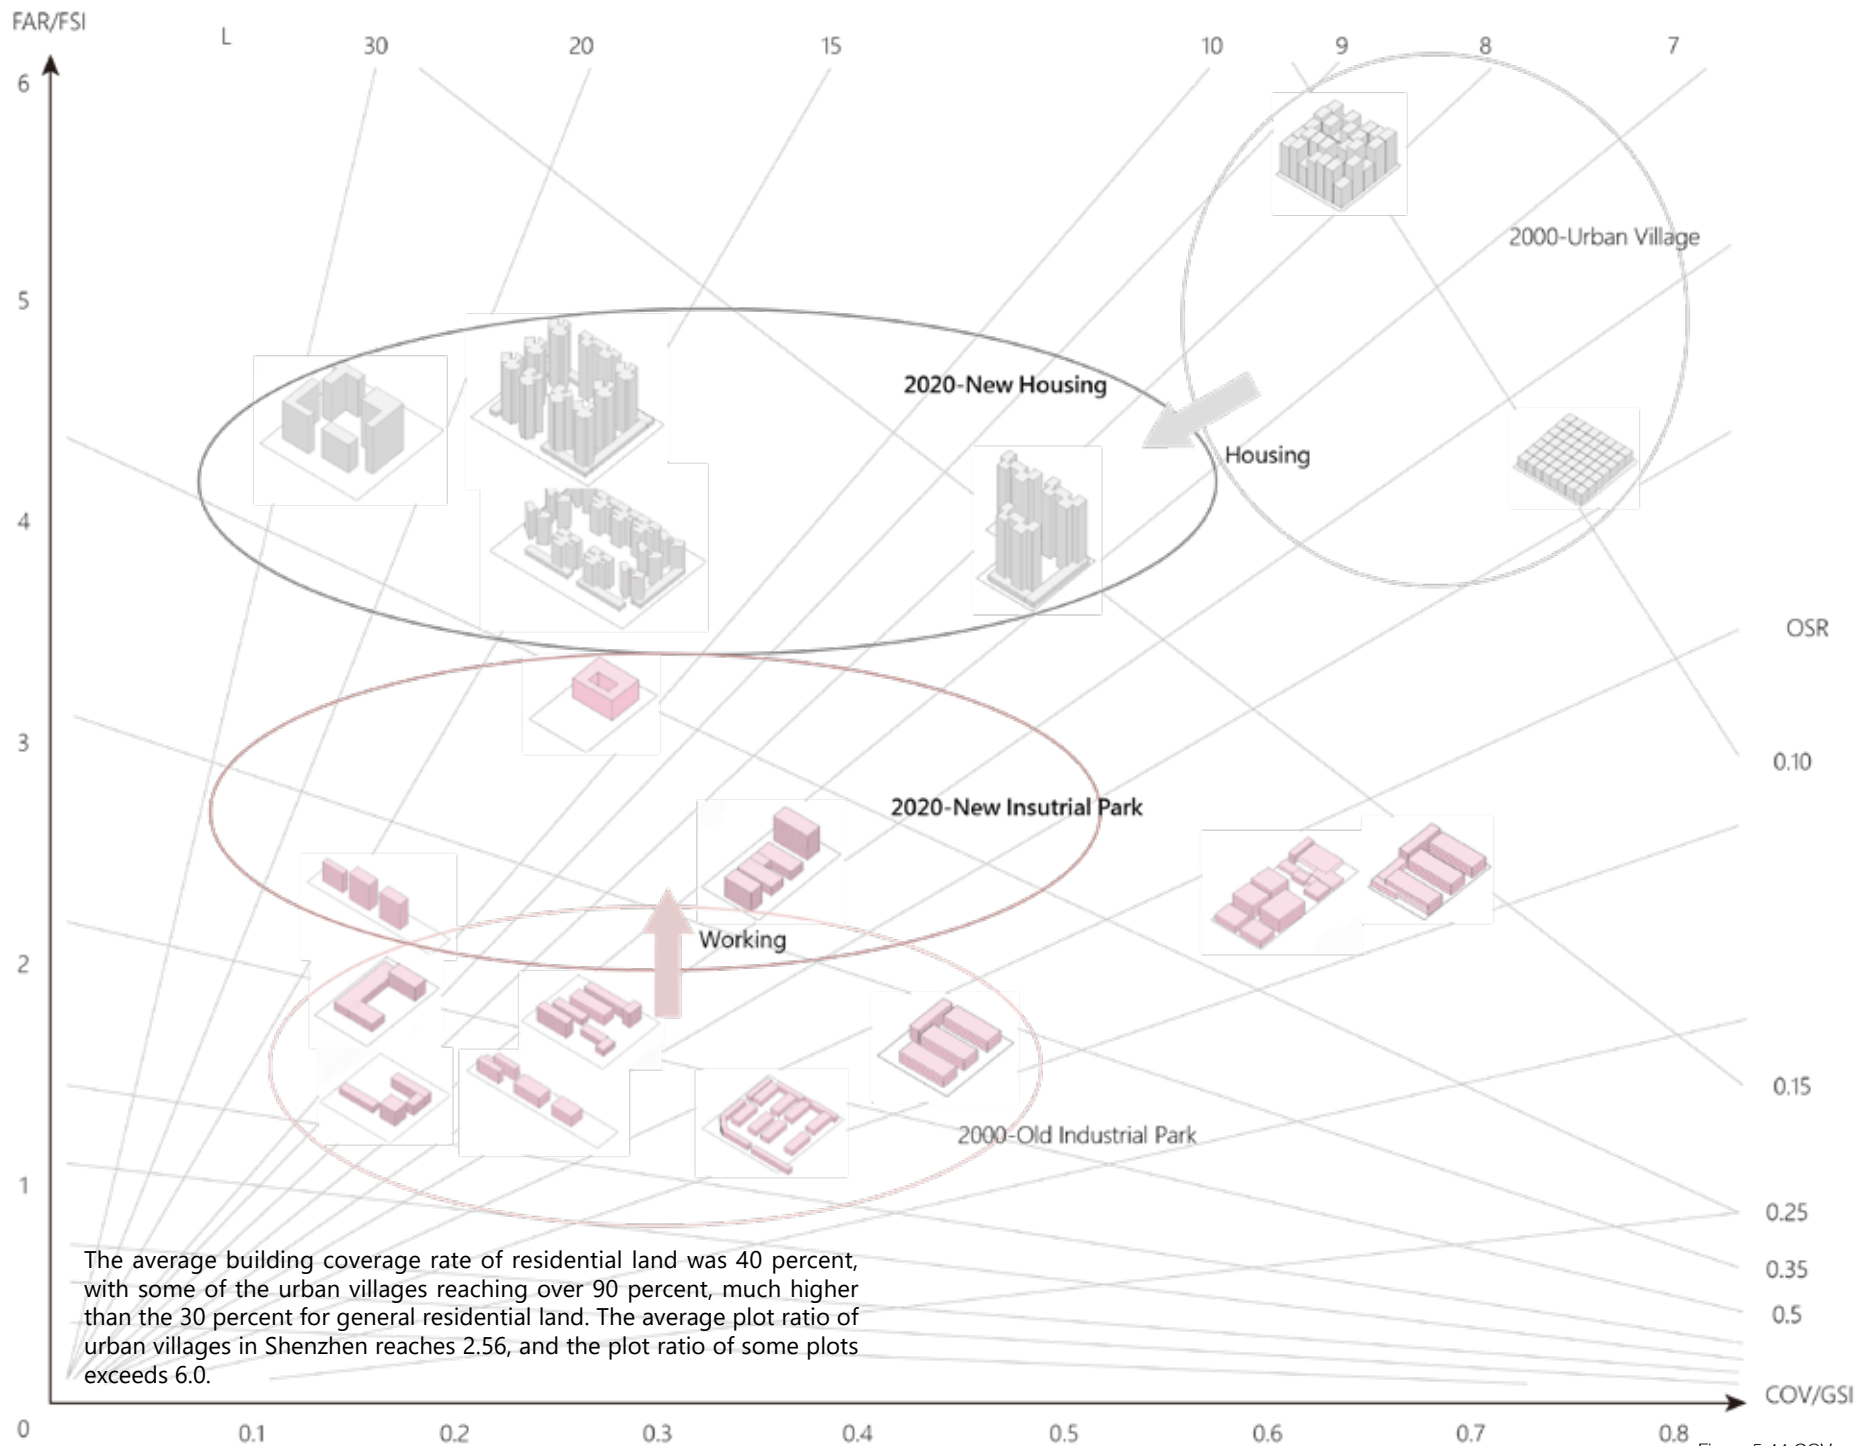 FAR/FSI
L
30
20
15
10
9
8
7
6
2000-Urban Village
5
2020-New Housing
Housing
4
OSR
3
0.10
2020-New Insutrial Park
Working
2
0.15
2000-Old Industrial Park
1
0.25
0.35
0.5
The average building coverage rate of residential land was 40 percent,
with some of the urban villages reaching over 90 percent, much higher
than the 30 percent for general residential land. The average plot ratio of
urban villages in Shenzhen reaches 2.56, and the plot ratio of some plots
exceeds 6.0.
COV/GSI
0
0.1
0.2
0.3
0.4
0.5
0.6
0.7
0.8